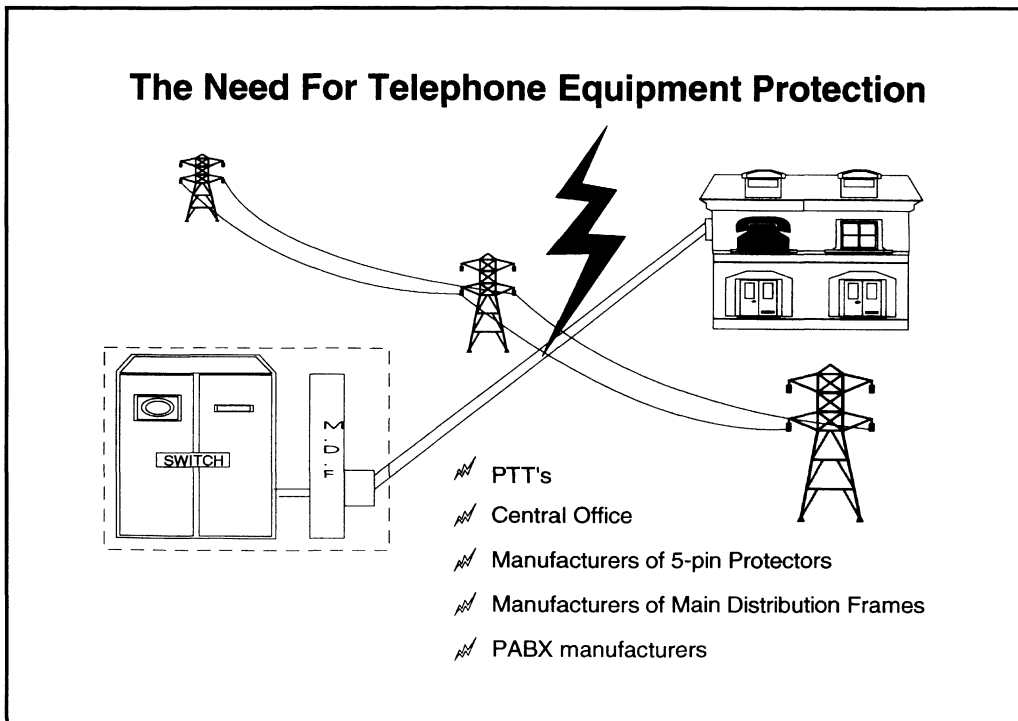 The Need For Telephone Equipment Protection
SWITCH
M.D.F
PTT's
Central Office
Manufacturers of 5-pin Protectors
Manufacturers of Main Distribution Frames
PABX manufacturers